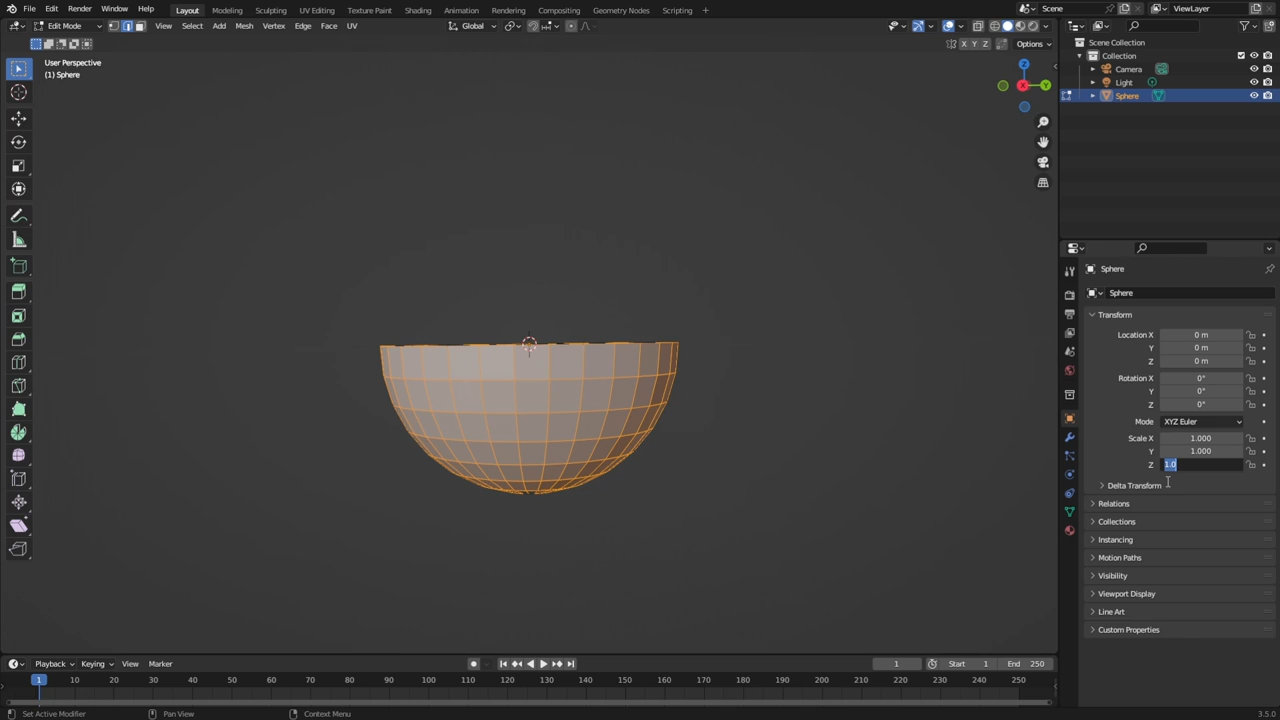 File Edit Render Window Help Layout Modeling Sculpting UV Editing Texture Paint Shading Animation Rendering Compositing Geometry Nodes Scripting Scene ViewLayer
Edit Mode View Select Add Mesh Vertex Edge Face UV Global
X Y Z Options
User Perspective
(1) Sphere
Z
X Y
Scene Collection
Collection
Camera
Light
Sphere
Sphere
Sphere
Transform
Location X 0 m
Y 0 m
Z 0 m
Rotation X 0°
Y 0°
Z 0°
Mode XYZ Euler
Scale X 1.000
Y 1.000
Z 1.0
Delta Transform
Relations
Collections
Instancing
Motion Paths
Visibility
Viewport Display
Line Art
Custom Properties
Playback Keying View Marker 1 Start 1 End 250
1 10 20 30 40 50 60 70 80 90 100 110 120 130 140 150 160 170 180 190 200 210 220 230 240 250
Set Active Modifier Pan View Context Menu 3.5.0